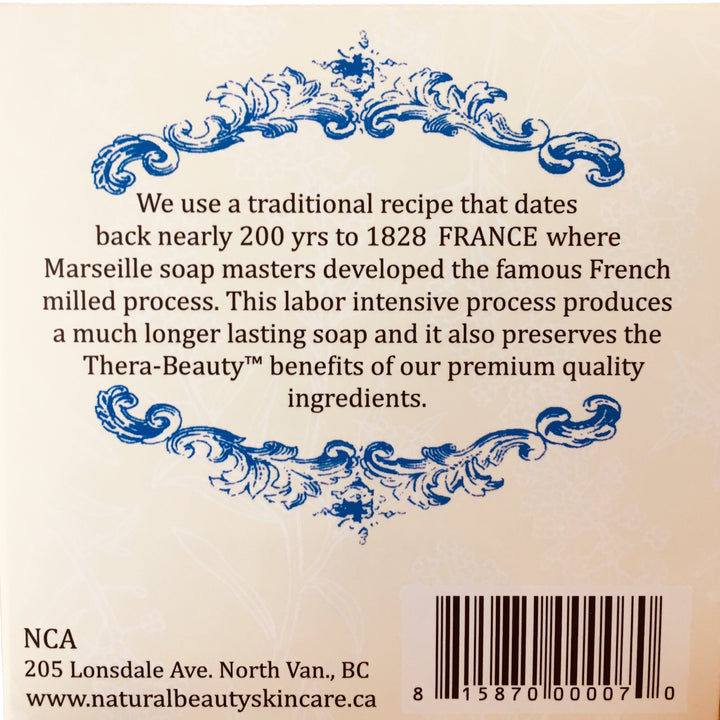 We use a traditional recipe that dates
back nearly 200 yrs to 1828 FRANCE where
Marseille soap masters developed the famous French
milled process. This labor intensive process produces
a much longer lasting soap and it also preserves the
Thera-Beauty™ benefits of our premium quality
ingredients.
NCA
205 Lonsdale Ave. North Van., BC
www.naturalbeautyskincare.ca
8 15870 00007 0